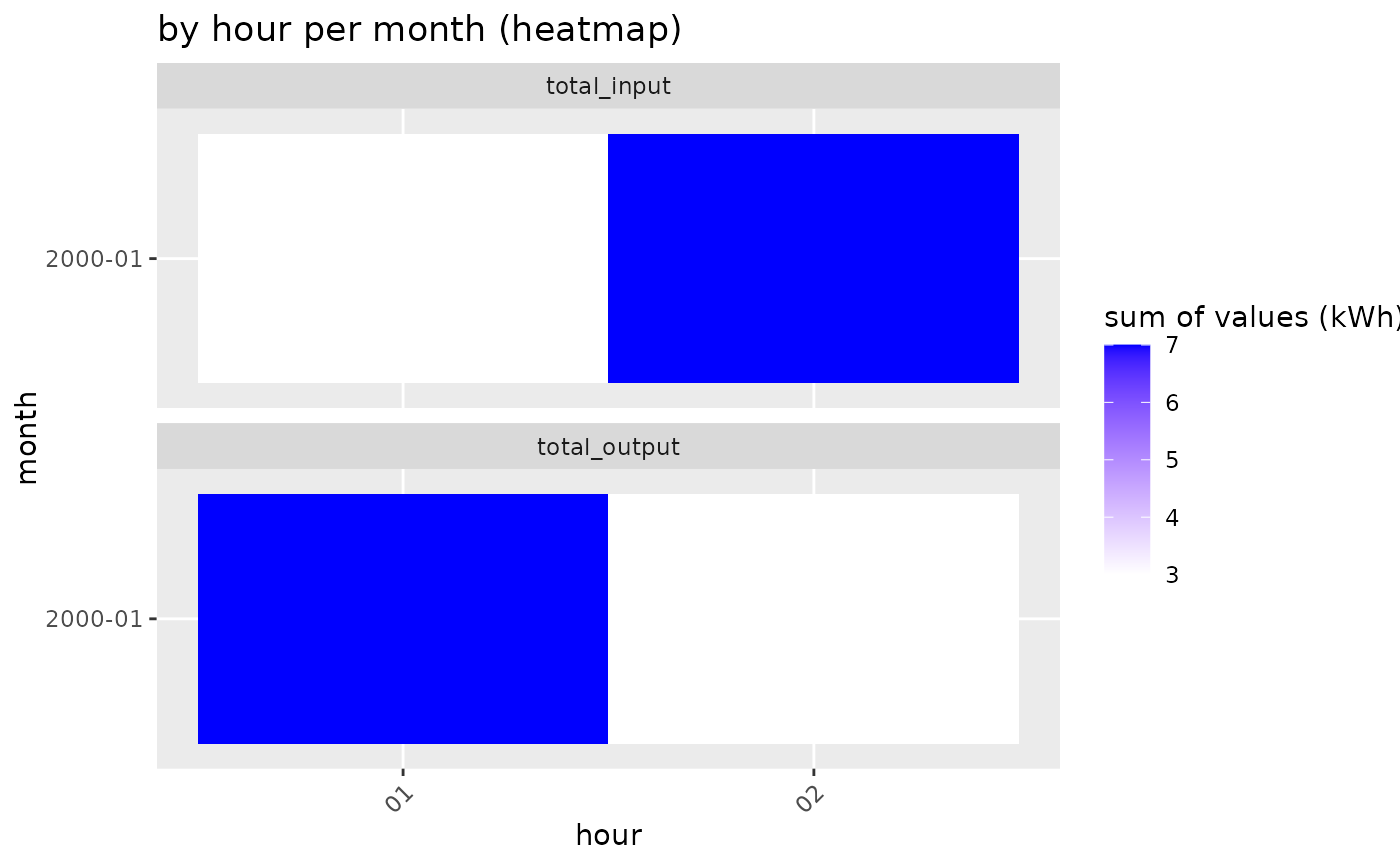 by hour per month (heatmap)
total_input
2000-01
total_output
2000-01
month
01
02
hour
sum of values (kWh)
7
6
5
4
3